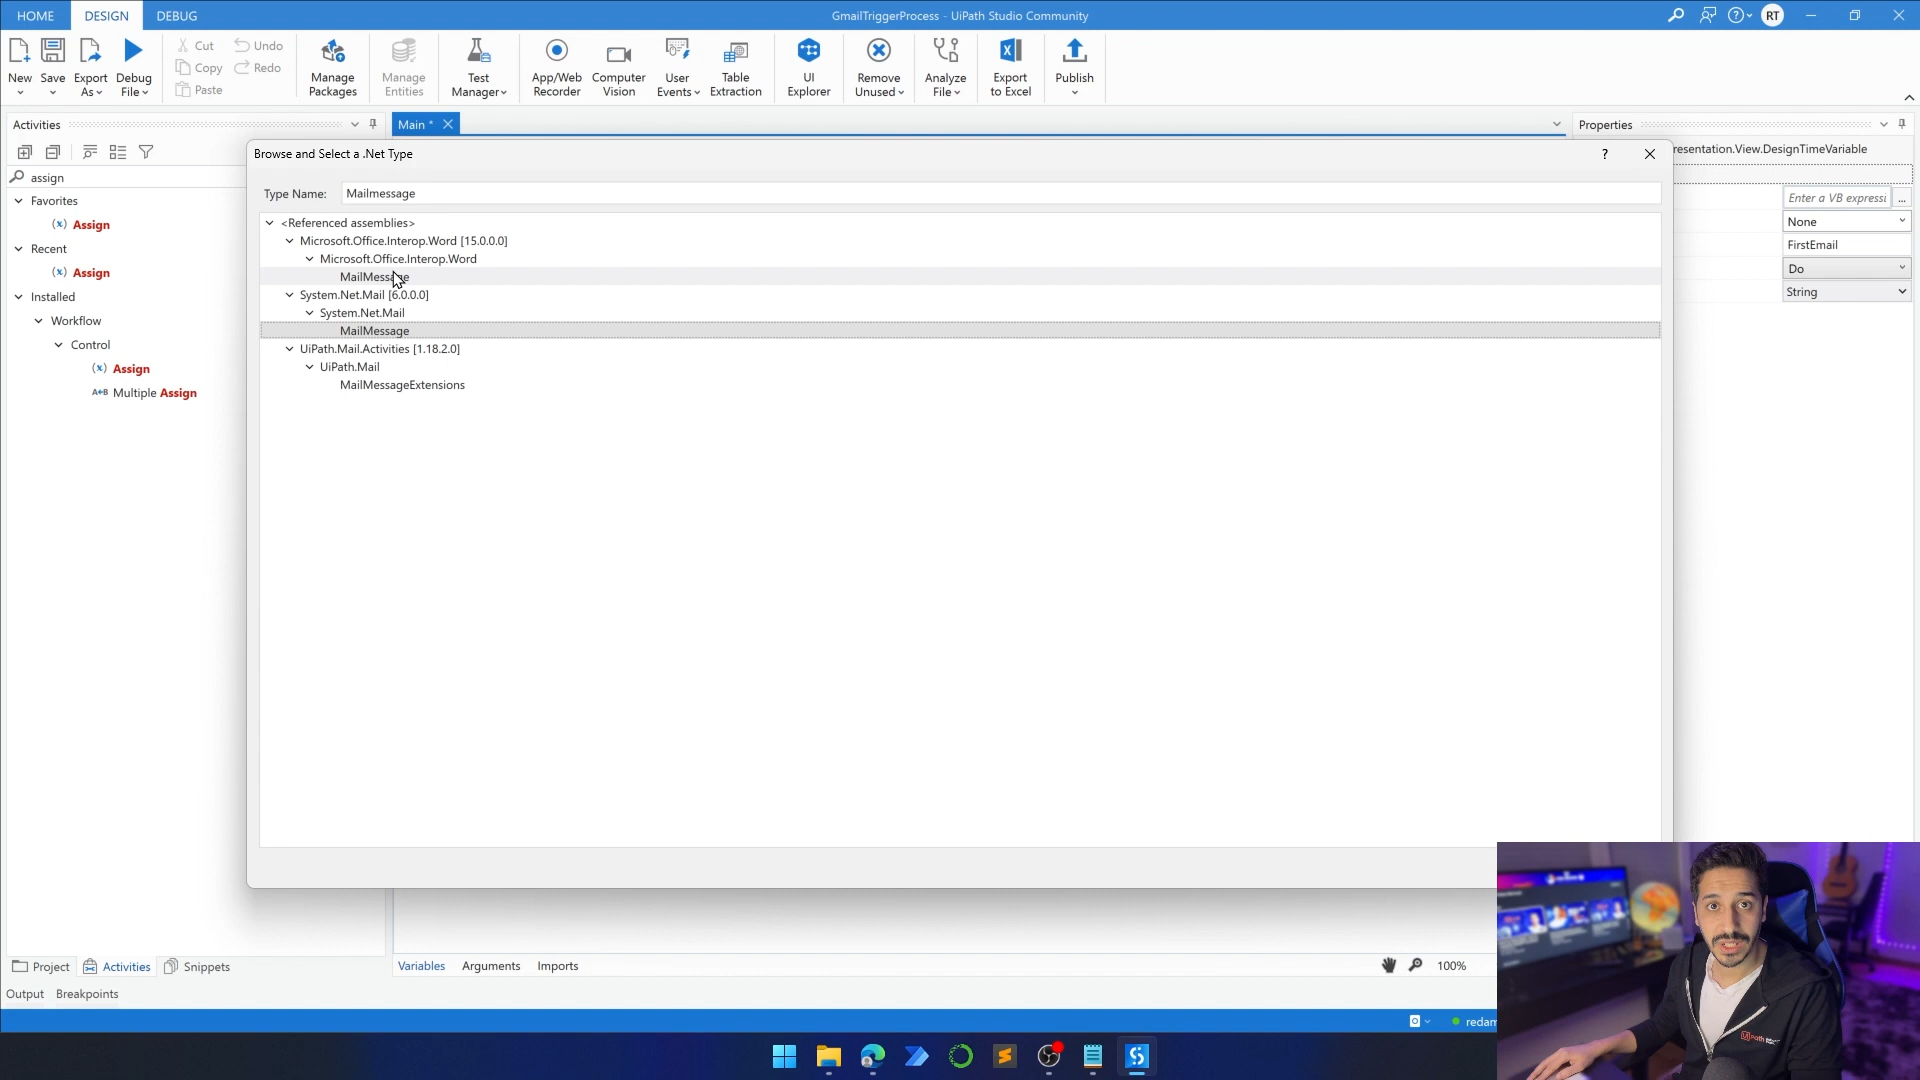 HOME
DESIGN
DEBUG
GmailTriggerProcess - UiPath Studio Community
RT
New
Save
Export As
Debug File
Cut
Copy
Paste
Undo
Redo
Manage Packages
Manage Entities
Test Manager
App/Web Recorder
Computer Vision
User Events
Table Extraction
UI Explorer
Remove Unused
Analyze File
Export to Excel
Publish
Activities
Main *
Properties
Browse and Select a .Net Type
?
resentation.View.DesignTimeVariable
assign
Type Name: Mailmessage
Favorites
Assign
Recent
Assign
Installed
Workflow
Control
Assign
Multiple Assign
<Referenced assemblies>
Microsoft.Office.Interop.Word [15.0.0.0]
Microsoft.Office.Interop.Word
MailMessage
System.Net.Mail [6.0.0.0]
System.Net.Mail
MailMessage
UiPath.Mail.Activities [1.18.2.0]
UiPath.Mail
MailMessageExtensions
Enter a VB expressi
...
None
FirstEmail
Do
String
Project
Activities
Snippets
Variables
Arguments
Imports
100%
Output
Breakpoints
redam